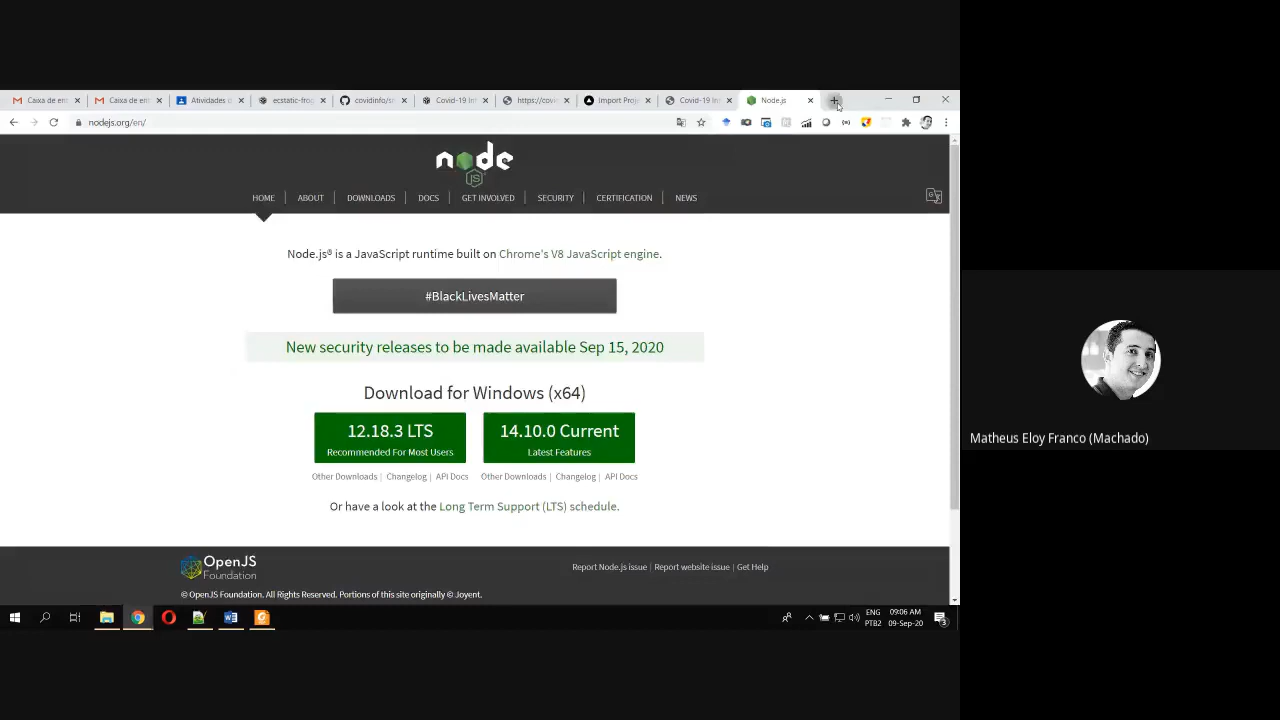 Caixa de en
Caixa de en
Atividades d
ecstatic-frog
covidinfo/sr
Covid-19 In
https://covi
Import Proj
Covid-19 In
Node.js
nodejs.org/en/
node
JS
HOME
ABOUT
DOWNLOADS
DOCS
GET INVOLVED
SECURITY
CERTIFICATION
NEWS
Node.js® is a JavaScript runtime built on Chrome's V8 JavaScript engine.
#BlackLivesMatter
New security releases to be made available Sep 15, 2020
Download for Windows (x64)
12.18.3 LTS
Recommended For Most Users
14.10.0 Current
Latest Features
Other Downloads | Changelog | API Docs
Other Downloads | Changelog | API Docs
Or have a look at the Long Term Support (LTS) schedule.
OpenJS
Foundation
Report Node.js issue | Report website issue | Get Help
© OpenJS Foundation. All Rights Reserved. Portions of this site originally © Joyent.
ENG
PTB2
09:06 AM
09-Sep-20
3
Matheus Eloy Franco (Machado)